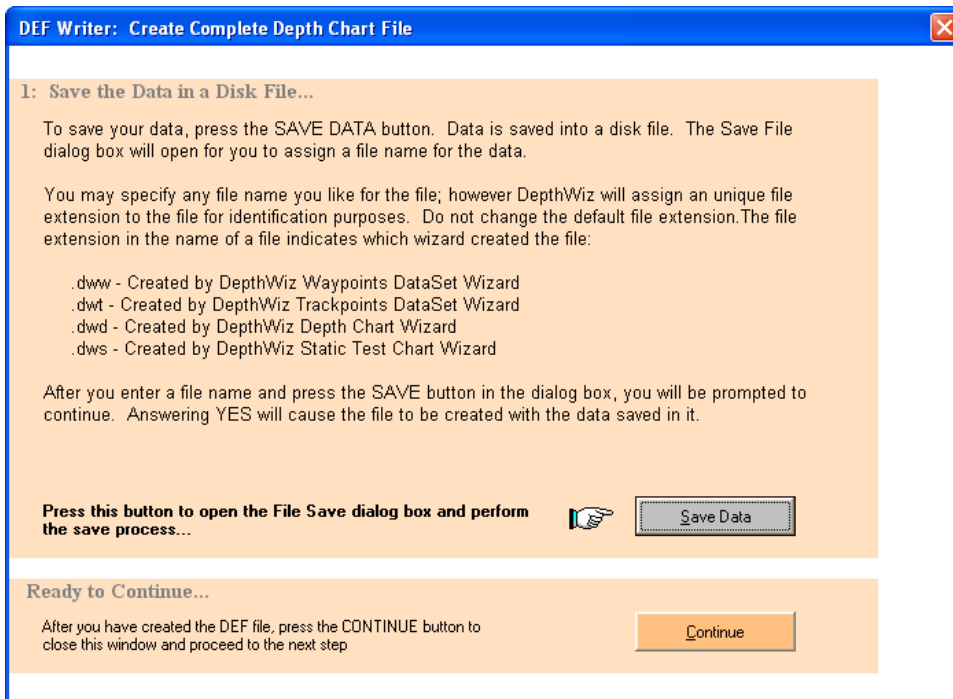 DEF Writer: Create Complete Depth Chart File
1: Save the Data in a Disk File...
To save your data, press the SAVE DATA button. Data is saved into a disk file. The Save File
dialog box will open for you to assign a file name for the data.
You may specify any file name you like for the file; however DepthWiz will assign an unique file
extension to the file for identification purposes. Do not change the default file extension.The file
extension in the name of a file indicates which wizard created the file:
.dww - Created by DepthWiz Waypoints DataSet Wizard
.dwt - Created by DepthWiz Trackpoints DataSet Wizard
.dwd - Created by DepthWiz Depth Chart Wizard
.dws - Created by DepthWiz Static Test Chart Wizard
After you enter a file name and press the SAVE button in the dialog box, you will be prompted to
continue. Answering YES will cause the file to be created with the data saved in it.
Press this button to open the File Save dialog box and perform
the save process...
Save Data
Ready to Continue...
After you have created the DEF file, press the CONTINUE button to
close this window and proceed to the next step
Continue